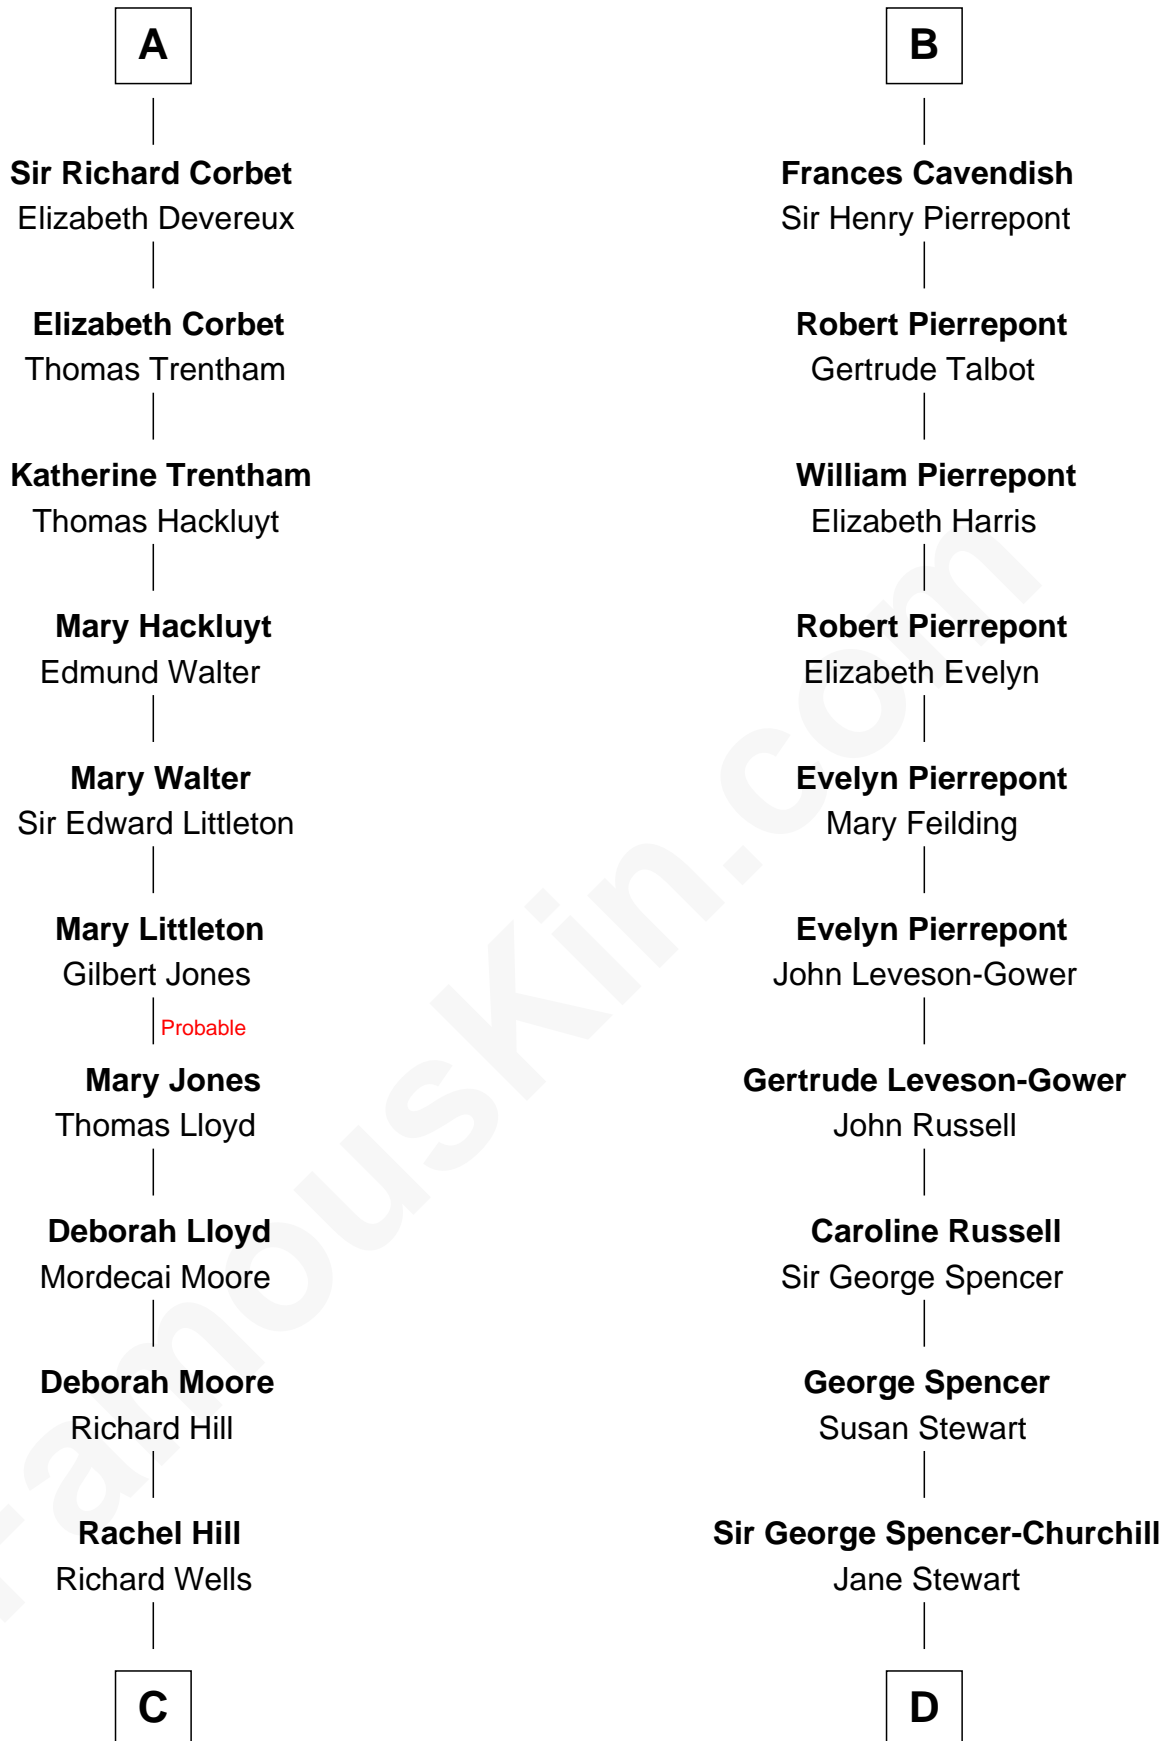 A
Sir Richard Corbet
Elizabeth Devereux
Elizabeth Corbet
Thomas Trentham
Katherine Trentham
Thomas Hackluyt
Mary Hackluyt
Edmund Walter
Mary Walter
Sir Edward Littleton
Mary Littleton
Gilbert Jones
Probable
Mary Jones
Thomas Lloyd
Deborah Lloyd
Mordecai Moore
Deborah Moore
Richard Hill
Rachel Hill
Richard Wells
C
B
Frances Cavendish
Sir Henry Pierrepont
Robert Pierrepont
Gertrude Talbot
William Pierrepont
Elizabeth Harris
Robert Pierrepont
Elizabeth Evelyn
Evelyn Pierrepont
Mary Feilding
Evelyn Pierrepont
John Leveson-Gower
Gertrude Leveson-Gower
John Russell
Caroline Russell
Sir George Spencer
George Spencer
Susan Stewart
Sir George Spencer-Churchill
Jane Stewart
D
FamousKin.com